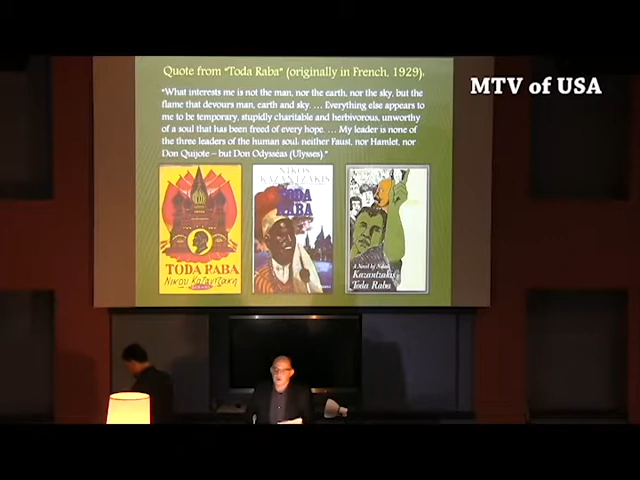 Quote from "Toda Raba" (originally in French, 1929).
MTV of USA
"What interests me is not the man, nor the earth, nor the sky, but the
flame that devours man, earth and sky. ... Everything else appears to
me to be temporary, stupidly charitable and herbivorous, unworthy
of a soul that has been freed of every hope. ... My leader is none of
the three leaders of the human soul: neither Faust, nor Hamlet, nor
Don Quijote – but Don Odysséas (Ulysses)."
TODA RABA
NIKOS
KAZANTZAKIS
TODA
RABA
A Novel by Nikos
Kazantzakis
Toda Raba